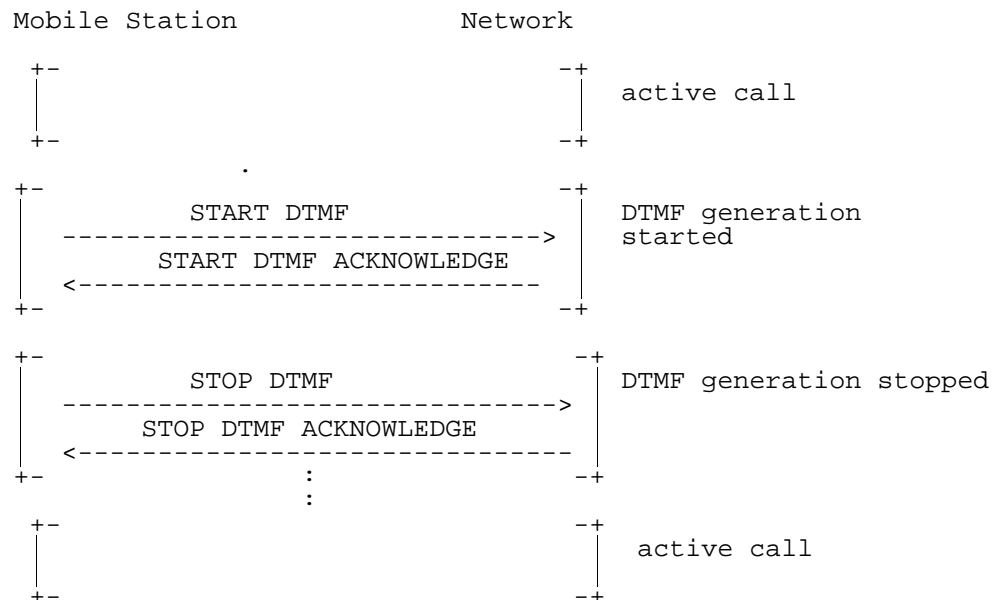 Mobile Station Network
active call
START DTMF DTMF generation
started
START DTMF ACKNOWLEDGE
STOP DTMF DTMF generation stopped
STOP DTMF ACKNOWLEDGE
active call